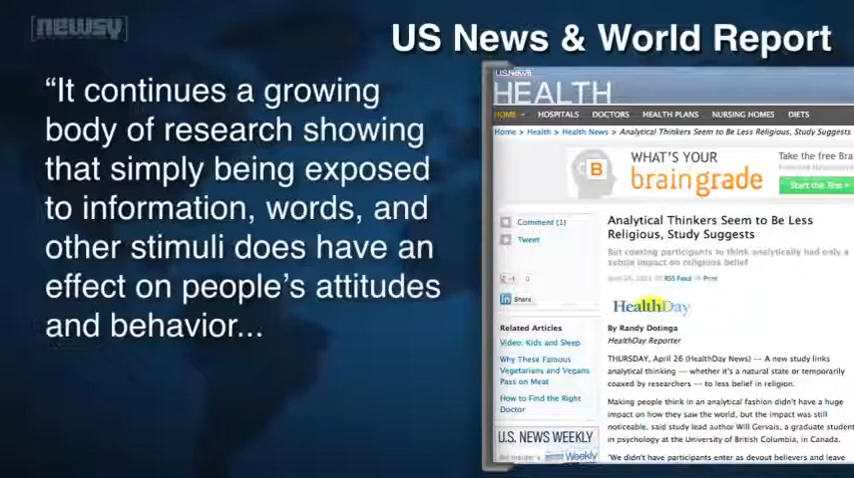 [newsy]
US News & World Report
“It continues a growing
body of research showing
that simply being exposed
to information, words, and
other stimuli does have an
effect on people’s attitudes
and behavior...
USNews
HEALTH
HOME HOSPITALS DOCTORS HEALTH PLANS NURSING HOMES DIETS
Home > Health > Health News > Analytical Thinkers Seem to Be Less Religious, Study Suggests
B
WHAT'S YOUR
braingrade
Take the free Bra
Start the Test >
Comment (1)
Tweet
+1 0
Share
Analytical Thinkers Seem to Be Less
Religious, Study Suggests
But coaxing participants to think analytically had only a
subtle impact on religious belief
RSS Feed Print
HealthDay
By Randy Dotinga
HealthDay Reporter
THURSDAY, April 26 (HealthDay News) — A new study links
analytical thinking — whether it's a natural state or temporarily
coaxed by researchers — to less belief in religion.
Making people think in an analytical fashion didn't have a huge
impact on how they saw the world, but the impact was still
noticeable, said study lead author Will Gervais, a graduate student
in psychology at the University of British Columbia, in Canada.
"We didn't have participants enter as devout believers and leave
Related Articles
Video: Kids and Sleep
Why These Famous
Vegetarians and Vegans
Pass on Meat
How to Find the Right
Doctor
U.S. NEWS WEEKLY
Weekly